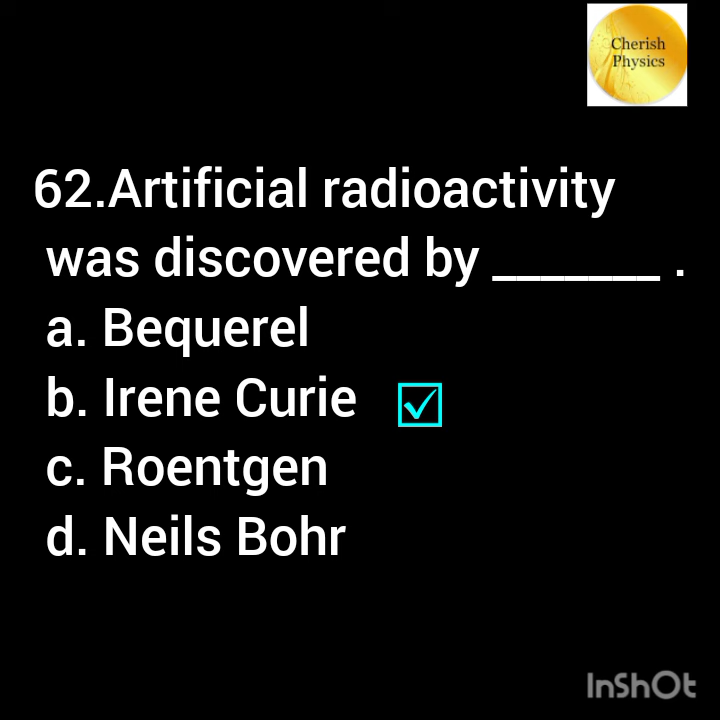 Cherish
Physics
62.Artificial radioactivity
was discovered by _______ .
a. Bequerel
b. Irene Curie ☑
c. Roentgen
d. Neils Bohr
InShOt